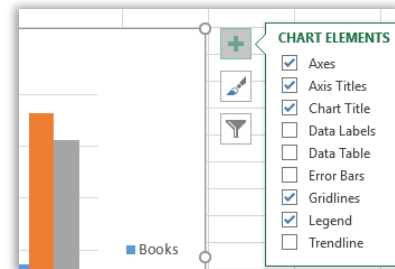 CHART ELEMENTS
Axes
Axis Titles
Chart Title
Data Labels
Data Table
Error Bars
Gridlines
Legend
Trendline
Books